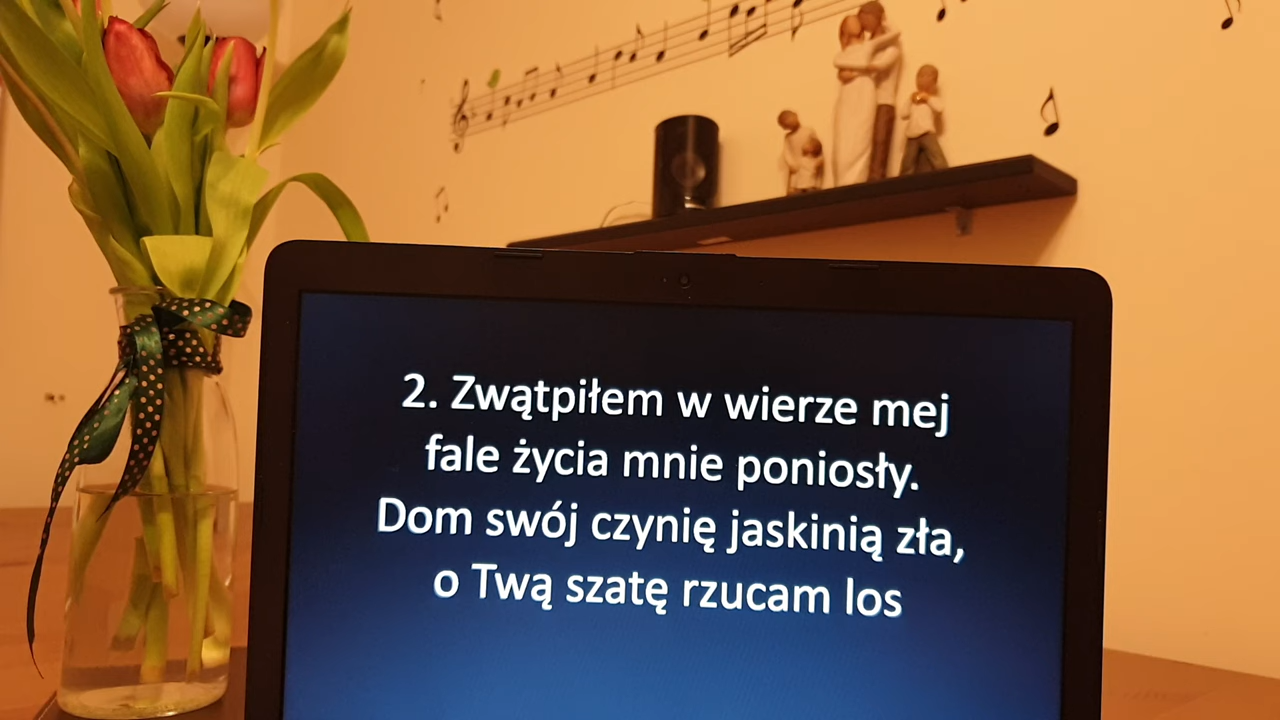 2. Zwątpiłem w wierze mej
fale życia mnie poniosły.
Dom swój czynię jaskinią zła,
o Twą szatę rzucam los